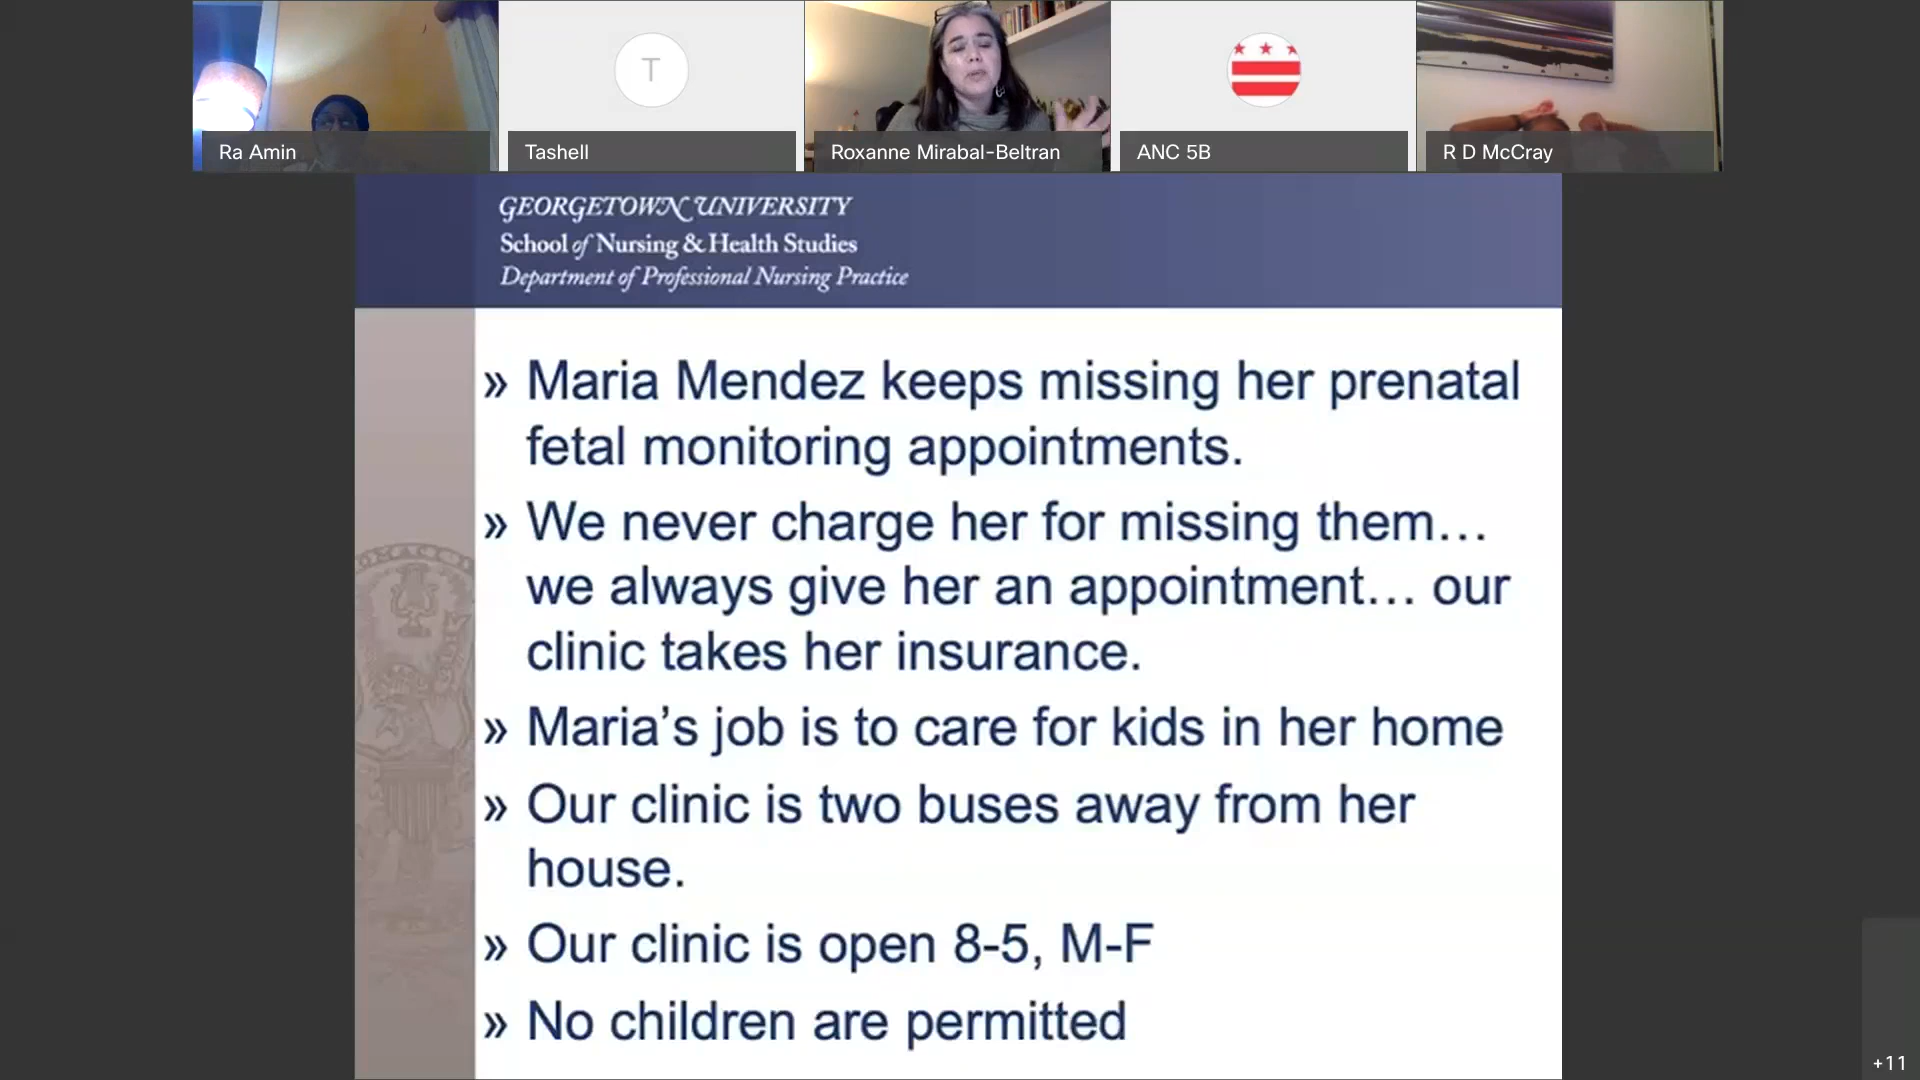 T
Ra Amin
Tashell
Roxanne Mirabal-Beltran
ANC 5B
R D McCray
GEORGETOWN UNIVERSITY
School of Nursing & Health Studies
Department of Professional Nursing Practice
» Maria Mendez keeps missing her prenatal
fetal monitoring appointments.
» We never charge her for missing them…
we always give her an appointment… our
clinic takes her insurance.
» Maria’s job is to care for kids in her home
» Our clinic is two buses away from her
house.
» Our clinic is open 8-5, M-F
» No children are permitted
+11